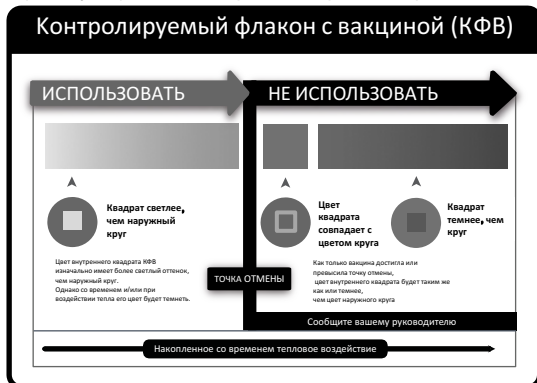 Контролируемый флакон с вакциной (КФВ)
ИСПОЛЬЗОВАТЬ
НЕ ИСПОЛЬЗОВАТЬ
Квадрат светлее,
чем наружный
круг
Цвет
квадрата
совпадает с
цветом круга
Квадрат
темнее, чем
круг
Цвет внутреннего квадрата КФВ
изначально имеет более светлый оттенок,
чем наружный круг.
Однако со временем и/или при
воздействии тепла его цвет будет темнеть.
ТОЧКА ОТМЕНЫ
Как только вакцина достигла или
превысила точку отмены,
цвет внутреннего квадрата будет таким же
как или темнее,
чем цвет наружного круга
Сообщите вашему руководителю
Накопленное со временем тепловое воздействие